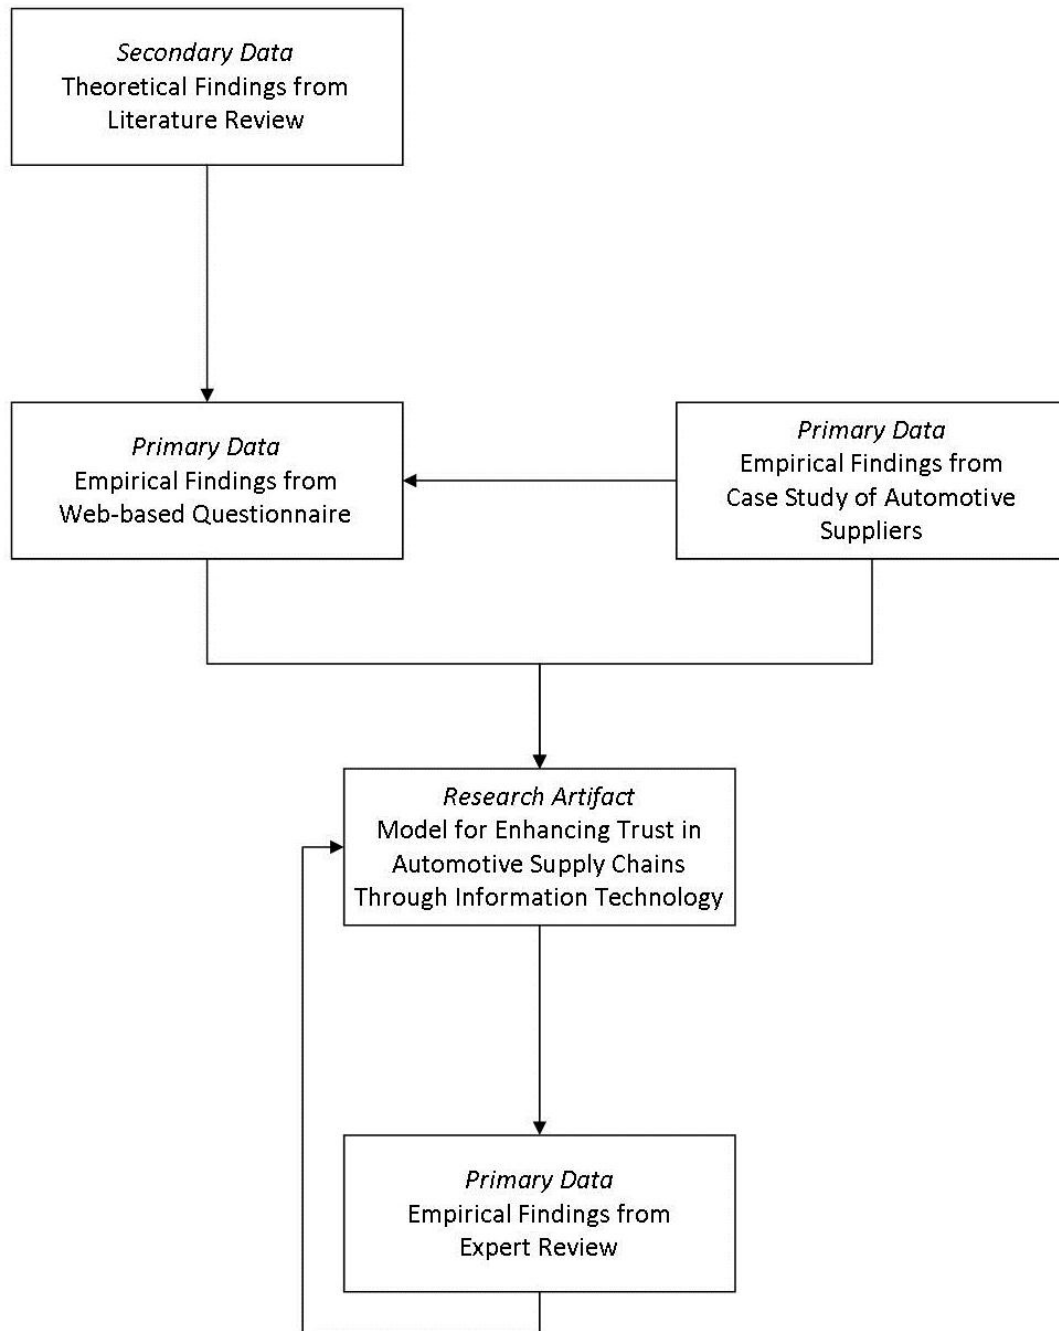 Secondary Data
Theoretical Findings from
Literature Review
Primary Data
Empirical Findings from
Web-based Questionnaire
Primary Data
Empirical Findings from
Case Study of Automotive
Suppliers
Research Artifact
Model for Enhancing Trust in
Automotive Supply Chains
Through Information Technology
Primary Data
Empirical Findings from
Expert Review